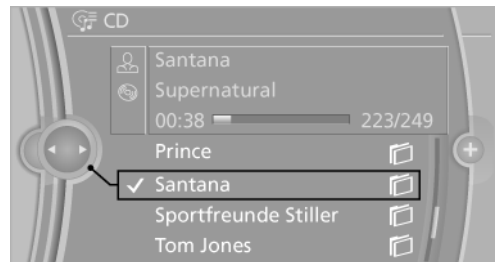 CD
Santana
Supernatural
00:38 223/249
Prince
Santana
Sportfreunde Stiller
Tom Jones